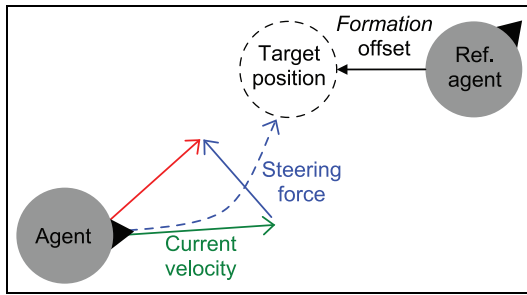 Formation
offset
Target
position
Ref.
agent
Steering
force
Agent
Current
velocity